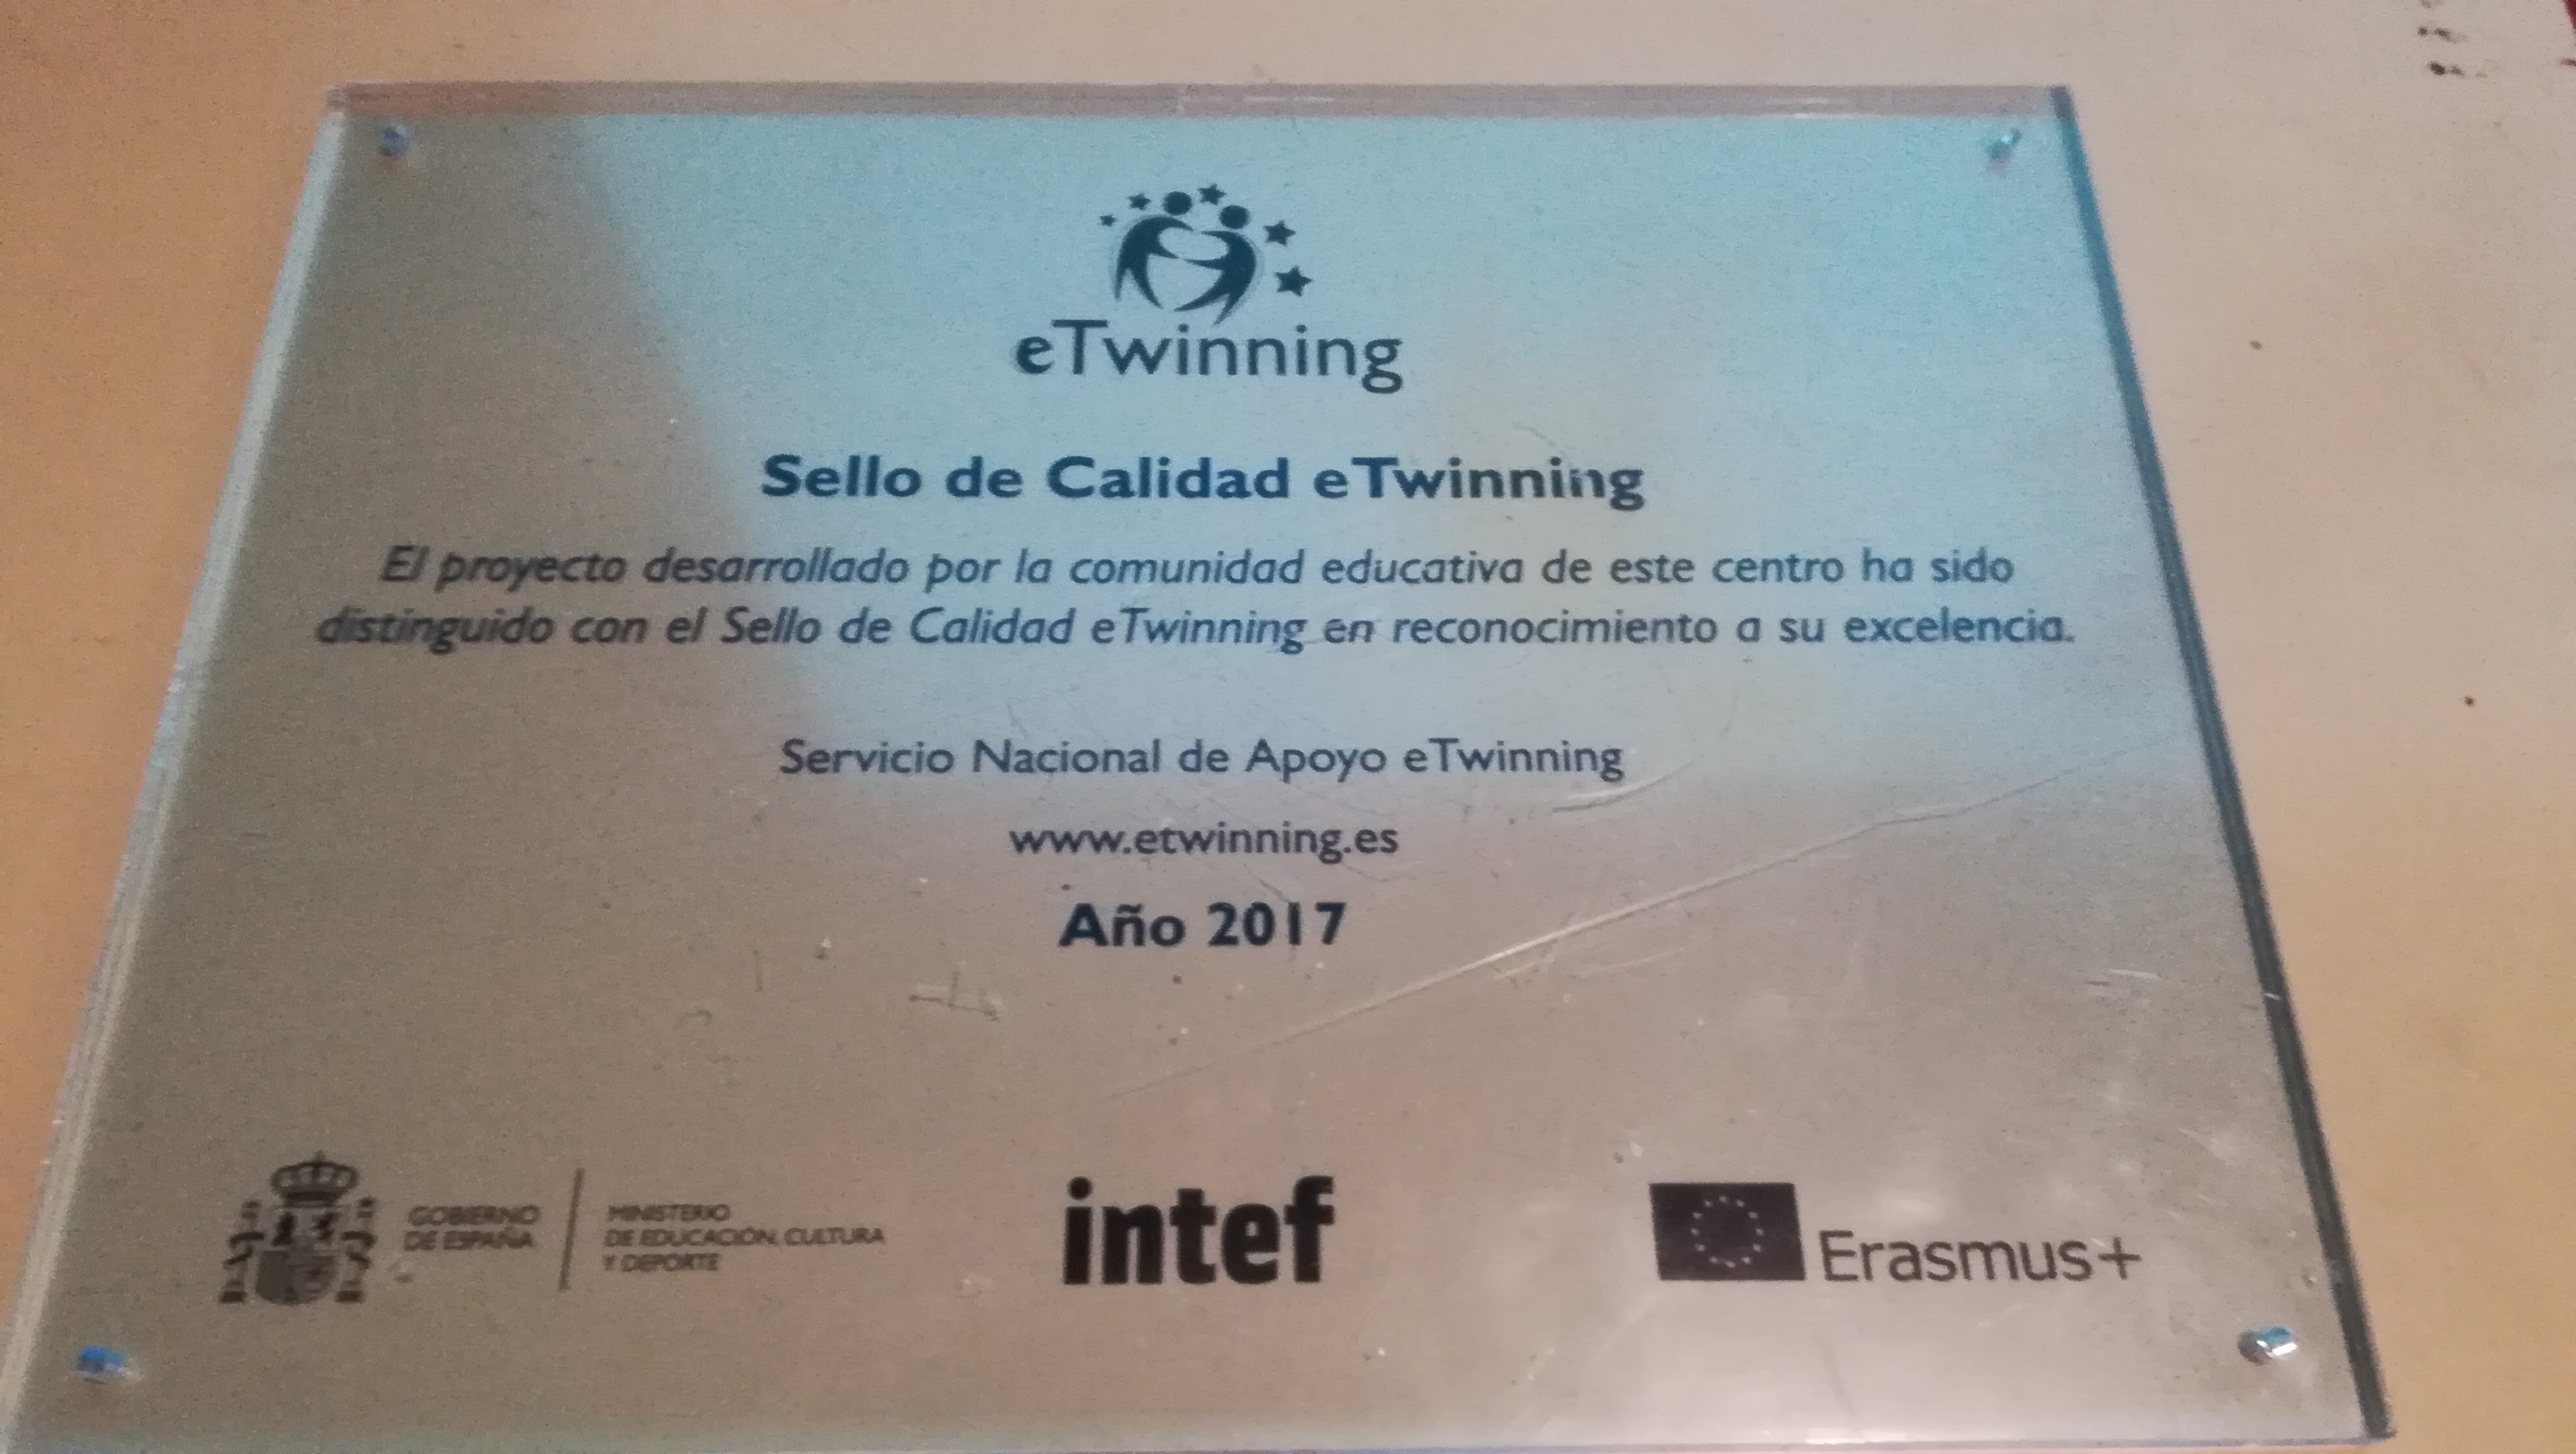 eTwinning
Sello de Calidad eTwinning
El proyecto desarrollado por la comunidad educativa de este centro ha sido
distinguido con el Sello de Calidad eTwinning en reconocimiento a su excelencia.
Servicio Nacional de Apoyo eTwinning
www.etwinning.es
Año 2017
GOBIERNO
DE ESPAÑA
MINISTERIO
DE EDUCACIÓN, CULTURA
Y DEPORTE
intef
Erasmus+